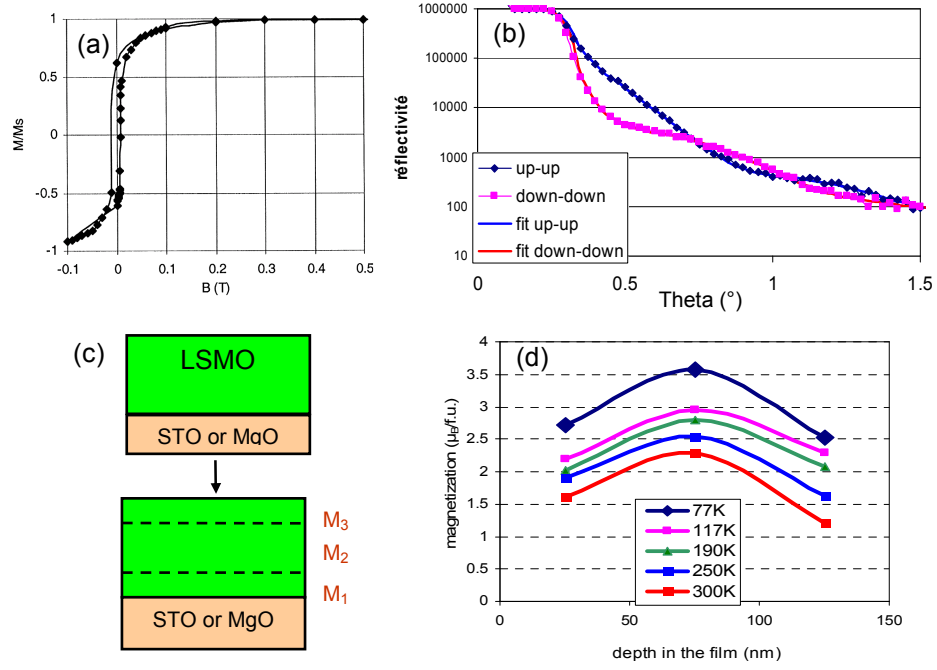 (a)
1
0.5
0
-0.5
-1
M/Ms
-0.1 0 0.1 0.2 0.3 0.4 0.5
B (T)
(b)
1000000
100000
10000
1000
100
10
réflectivité
up-up
down-down
fit up-up
fit down-down
0 0.5 1 1.5
Theta (°)
(c)
LSMO
STO or MgO
M3
M2
M1
STO or MgO
(d)
4
3.5
3
2.5
2
1.5
1
0.5
0
magnetization (µB/f.u.)
77K
117K
190K
250K
300K
0 50 100 150
depth in the film (nm)